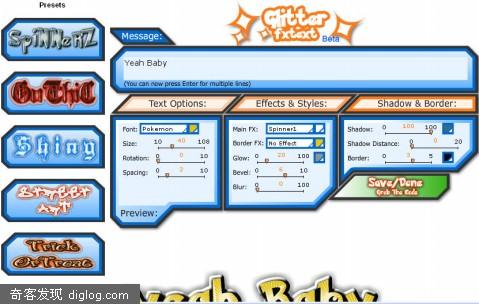 Presets
SpiNNeRZ
GoThiC
Shiny
Street
Art
Trick
Or Treat
Glitter
fxtext
Beta
Message:
Yeah Baby
(You can now press Enter for multiple lines)
Text Options:
Font: Pokemon
Size:
10 40 108
Rotation:
0 0 10
Spacing:
0 2 10
Effects & Styles:
Main FX: Spinner1
Border FX: No Effect
Glow:
0 20 100
Bevel:
0 6 10
Blur:
0 100
Shadow & Border:
Shadow:
0 100 100
Shadow Distance:
0 0 20
Border:
0 3 5
Save/Done
Grab The Code
Preview:
Yeah Baby
奇客发现 diglog.com